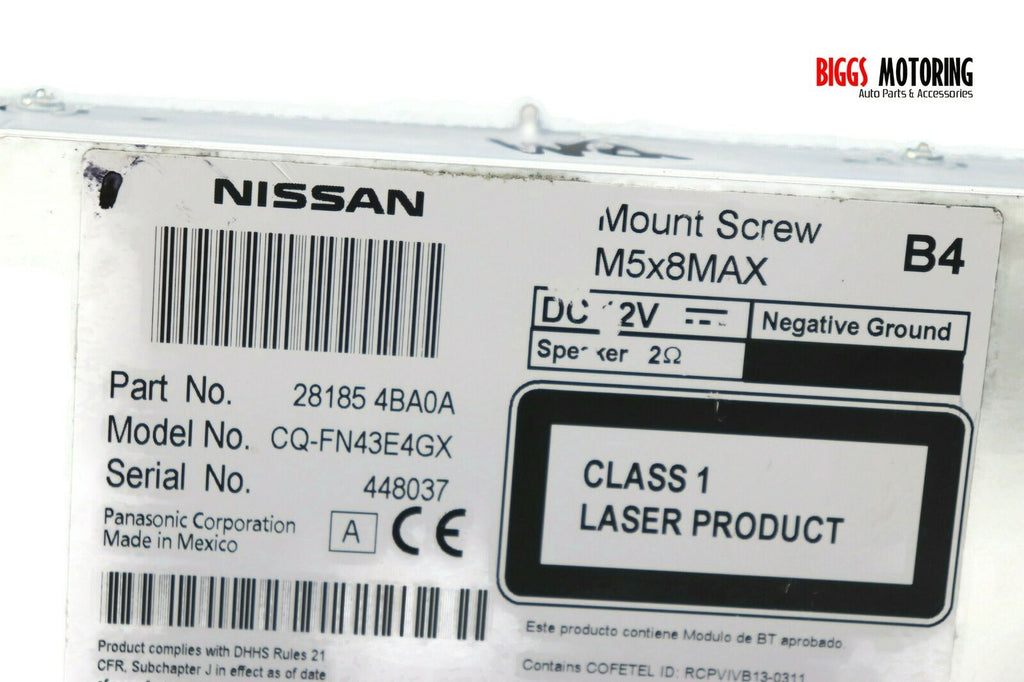 BIGGS MOTORING
Auto Parts & Accessories
NISSAN
Mount Screw
M5x8MAX
B4
DC 2V
Negative Ground
2Ω
Part No. 28185 4BA0A
Model No. CQ-FN43E4GX
Serial No. 448037
Panasonic Corporation
Made in Mexico
A CE
CLASS 1
LASER PRODUCT
Product complies with DHHS Rules 21
CFR, Subchapter J in effect as of date
Este producto contiene Modulo de BT aprobado.
Contains COFETEL ID: RCPVIVB13-0311